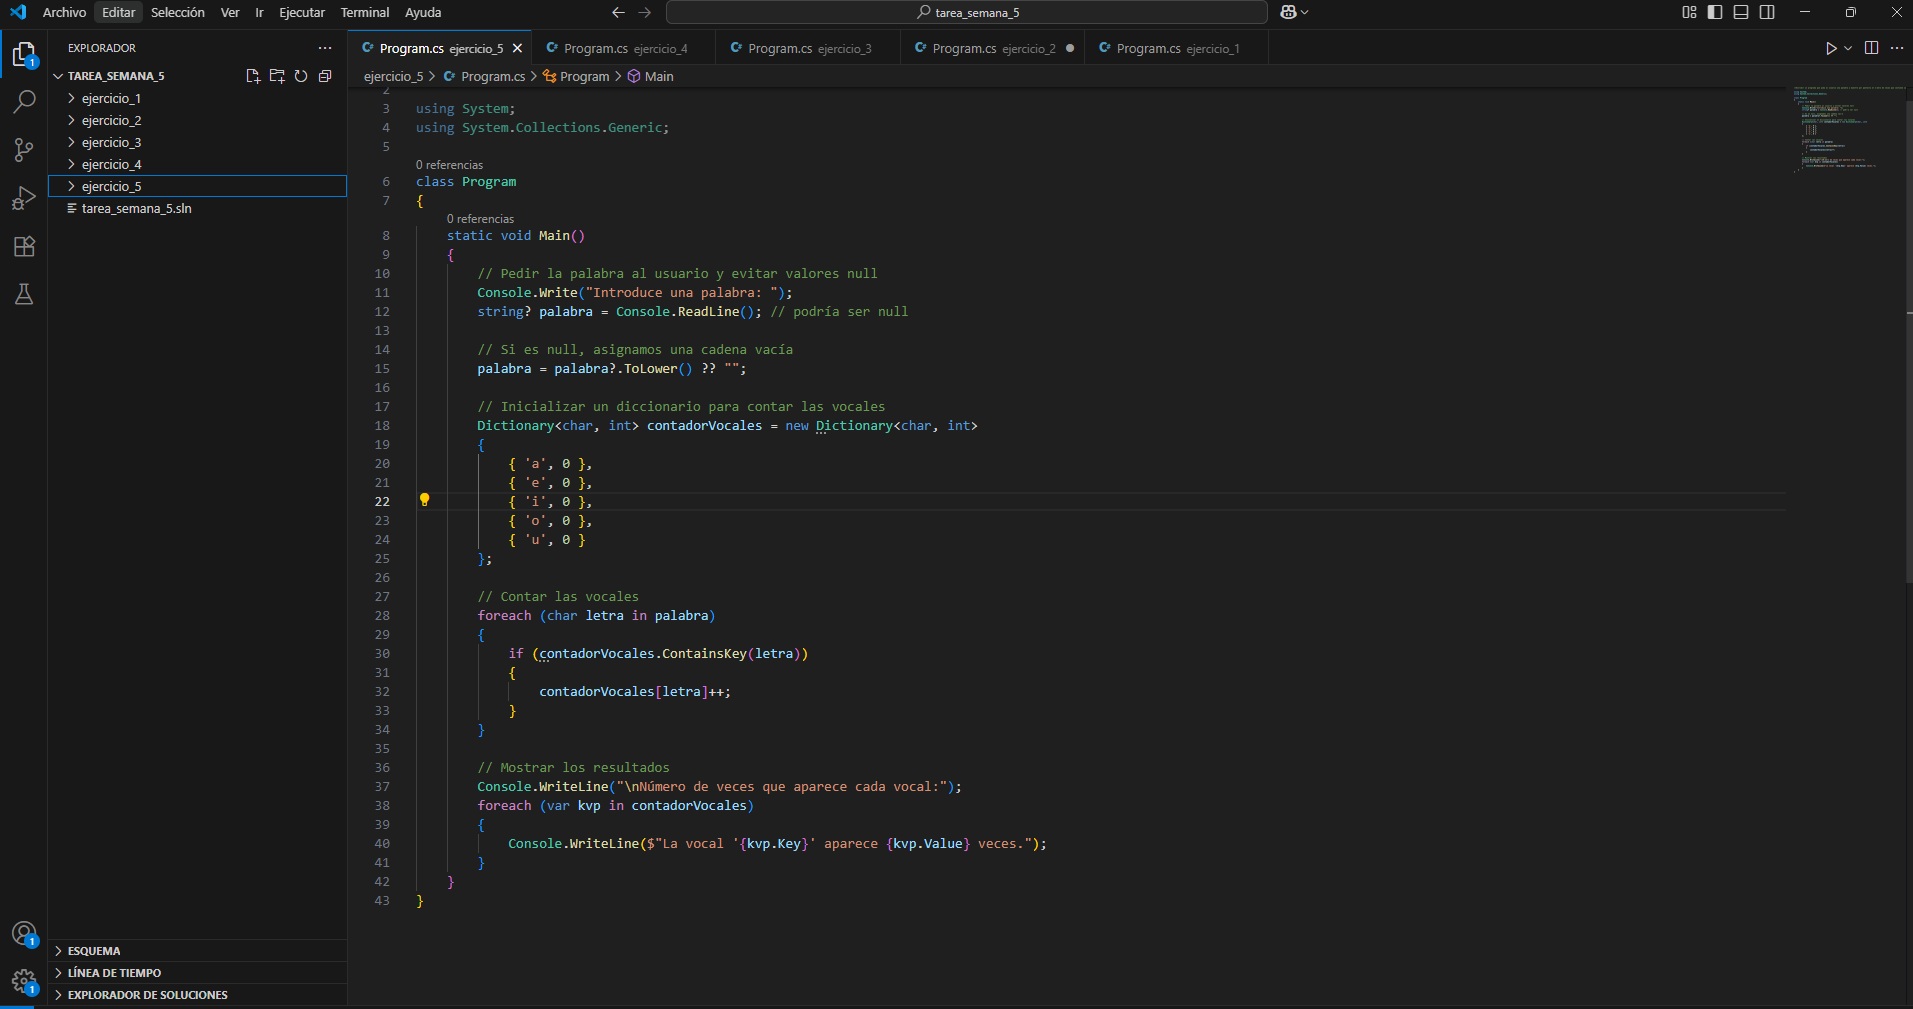 Archivo Editar Selección Ver Ir Ejecutar Terminal Ayuda
tarea_semana_5
EXPLORADOR
TAREA_SEMANA_5
ejercicio_1
ejercicio_2
ejercicio_3
ejercicio_4
ejercicio_5
tarea_semana_5.sln
1
1
1
ESQUEMA
LÍNEA DE TIEMPO
EXPLORADOR DE SOLUCIONES
Program.cs ejercicio_5 Program.cs ejercicio_4 Program.cs ejercicio_3 Program.cs ejercicio_2 Program.cs ejercicio_1
ejercicio_5 > Program.cs > Program > Main
2
3 using System;
4 using System.Collections.Generic;
5
0 referencias
6 class Program
7 {
0 referencias
8 static void Main()
9 {
10 // Pedir la palabra al usuario y evitar valores null
11 Console.Write("Introduce una palabra: ");
12 string? palabra = Console.ReadLine(); // podría ser null
13
14 // Si es null, asignamos una cadena vacía
15 palabra = palabra?.ToLower() ?? "";
16
17 // Inicializar un diccionario para contar las vocales
18 Dictionary<char, int> contadorVocales = new Dictionary<char, int>
19 {
20 { 'a', 0 },
21 { 'e', 0 },
22 { 'i', 0 },
23 { 'o', 0 },
24 { 'u', 0 }
25 };
26
27 // Contar las vocales
28 foreach (char letra in palabra)
29 {
30 if (contadorVocales.ContainsKey(letra))
31 {
32 contadorVocales[letra]++;
33 }
34 }
35
36 // Mostrar los resultados
37 Console.WriteLine("\nNúmero de veces que aparece cada vocal:");
38 foreach (var kvp in contadorVocales)
39 {
40 Console.WriteLine($"La vocal '{kvp.Key}' aparece {kvp.Value} veces.");
41 }
42 }
43 }